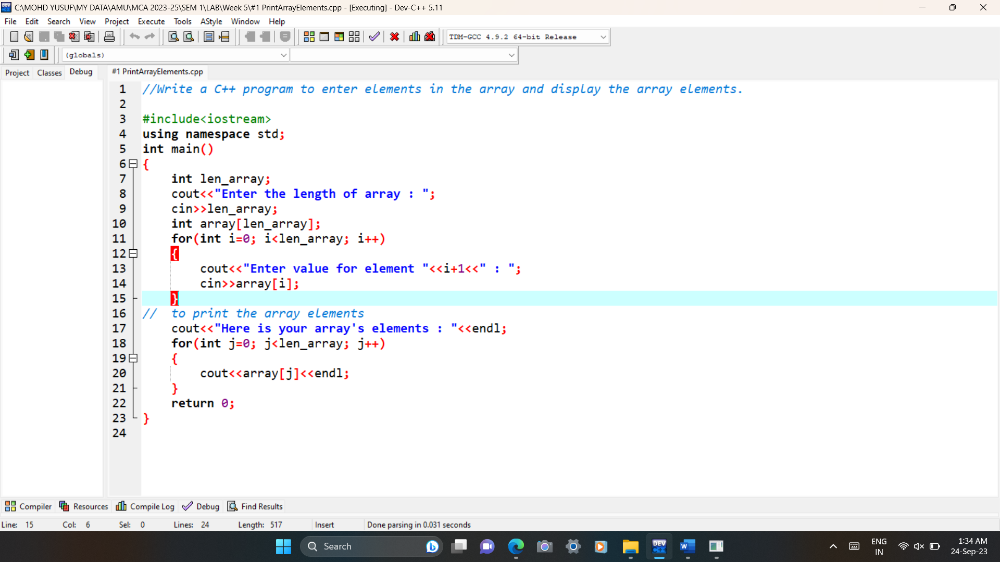 C:\MOHD YUSUF\MY DATA\AMU\MCA 2023-25\SEM 1\LAB\Week 5\#1 PrintArrayElements.cpp - [Executing] - Dev-C++ 5.11
File Edit Search View Project Execute Tools AStyle Window Help
TDM-GCC 4.9.2 64-bit Release
(globals)
Project Classes Debug #1 PrintArrayElements.cpp
1 //Write a C++ program to enter elements in the array and display the array elements.
2
3 #include<iostream>
4 using namespace std;
5 int main()
6 {
7 int len_array;
8 cout<<"Enter the length of array : ";
9 cin>>len_array;
10 int array[len_array];
11 for(int i=0; i<len_array; i++)
12 {
13 cout<<"Enter value for element "<<i+1<<" : ";
14 cin>>array[i];
15 }
16 // to print the array elements
17 cout<<"Here is your array's elements : "<<endl;
18 for(int j=0; j<len_array; j++)
19 {
20 cout<<array[j]<<endl;
21 }
22 return 0;
23 }
24
Compiler Resources Compile Log Debug Find Results
Line: 15 Col: 6 Sel: 0 Lines: 24 Length: 517 Insert Done parsing in 0.031 seconds
Search DEV C++ W ENG IN 1:34 AM 24-Sep-23